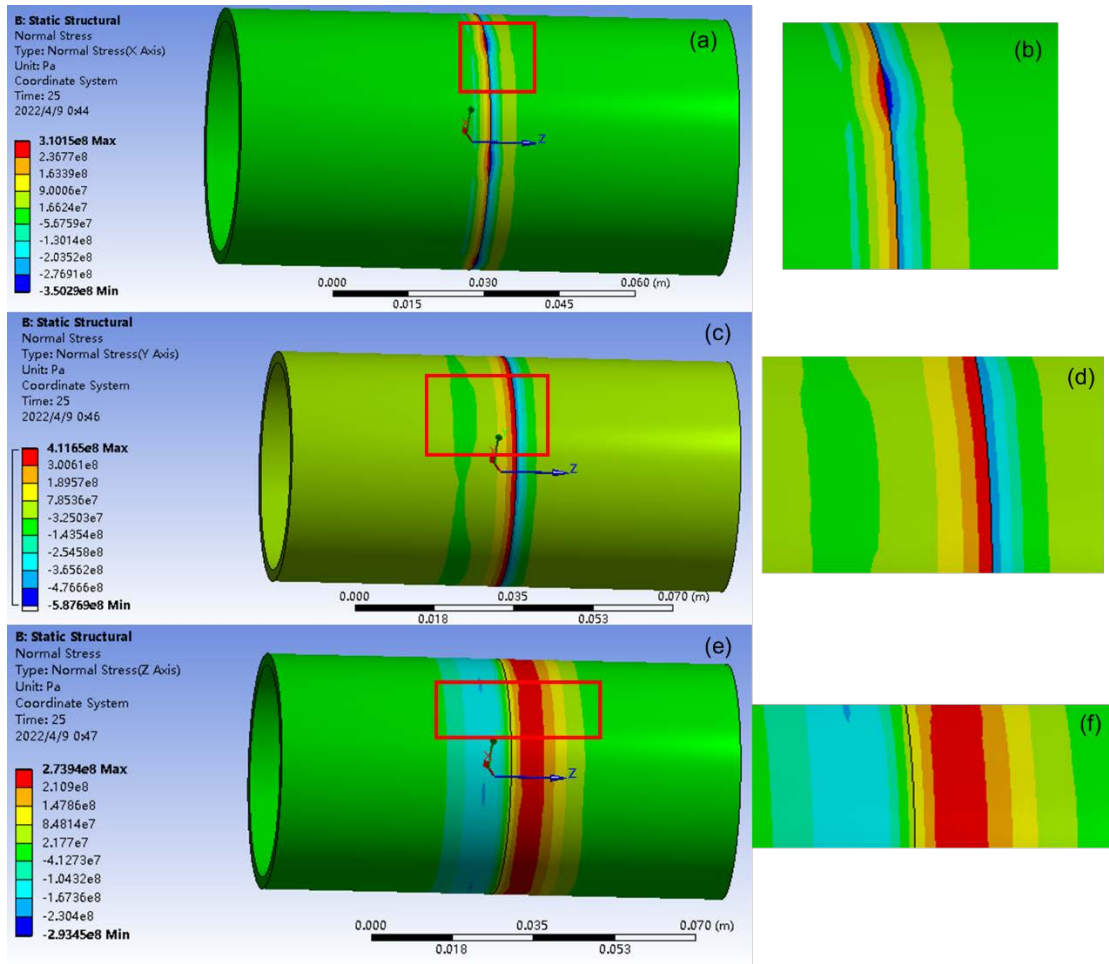 B: Static Structural
Normal Stress
Type: Normal Stress(X Axis)
Unit: Pa
Coordinate System
Time: 25
2022/4/9 0:44
3.1015e8 Max
2.3677e8
1.6339e8
9.0006e7
1.6624e7
-5.6759e7
-1.3014e8
-2.0352e8
-2.7691e8
-3.5029e8 Min
(a)
Z
0.000 0.030 0.060 (m)
0.015 0.045
(b)
B: Static Structural
Normal Stress
Type: Normal Stress(Y Axis)
Unit: Pa
Coordinate System
Time: 25
2022/4/9 0:46
4.1165e8 Max
3.0061e8
1.8957e8
7.8536e7
-3.2503e7
-1.4354e8
-2.5458e8
-3.6562e8
-4.7666e8
-5.8769e8 Min
(c)
Z
0.000 0.035 0.070 (m)
0.018 0.053
(d)
B: Static Structural
Normal Stress
Type: Normal Stress(Z Axis)
Unit: Pa
Coordinate System
Time: 25
2022/4/9 0:47
2.7394e8 Max
2.109e8
1.4786e8
8.4814e7
2.177e7
-4.1273e7
-1.0432e8
-1.6736e8
-2.304e8
-2.9345e8 Min
(e)
Z
0.000 0.035 0.070 (m)
0.018 0.053
(f)